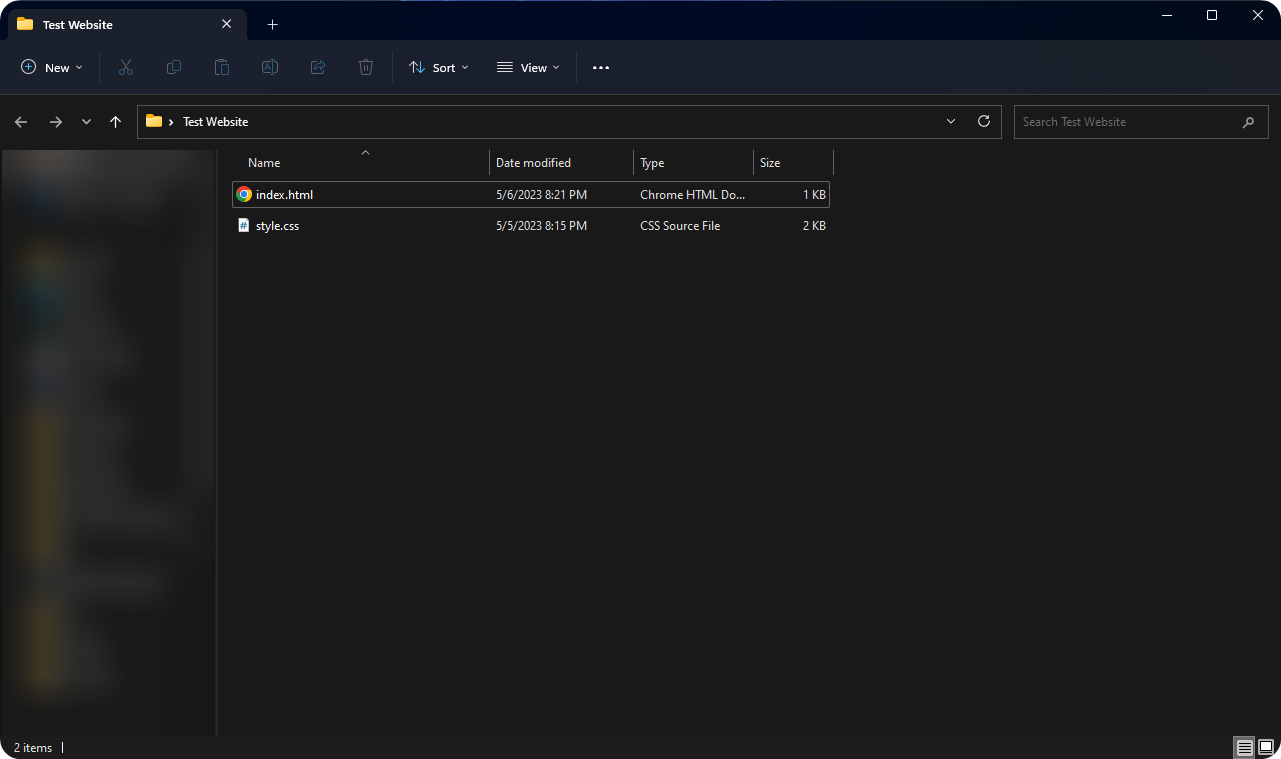 Test Website
New Sort View
Test Website Search Test Website
Name Date modified Type Size
index.html 5/6/2023 8:21 PM Chrome HTML Do... 1 KB
style.css 5/5/2023 8:15 PM CSS Source File 2 KB
2 items